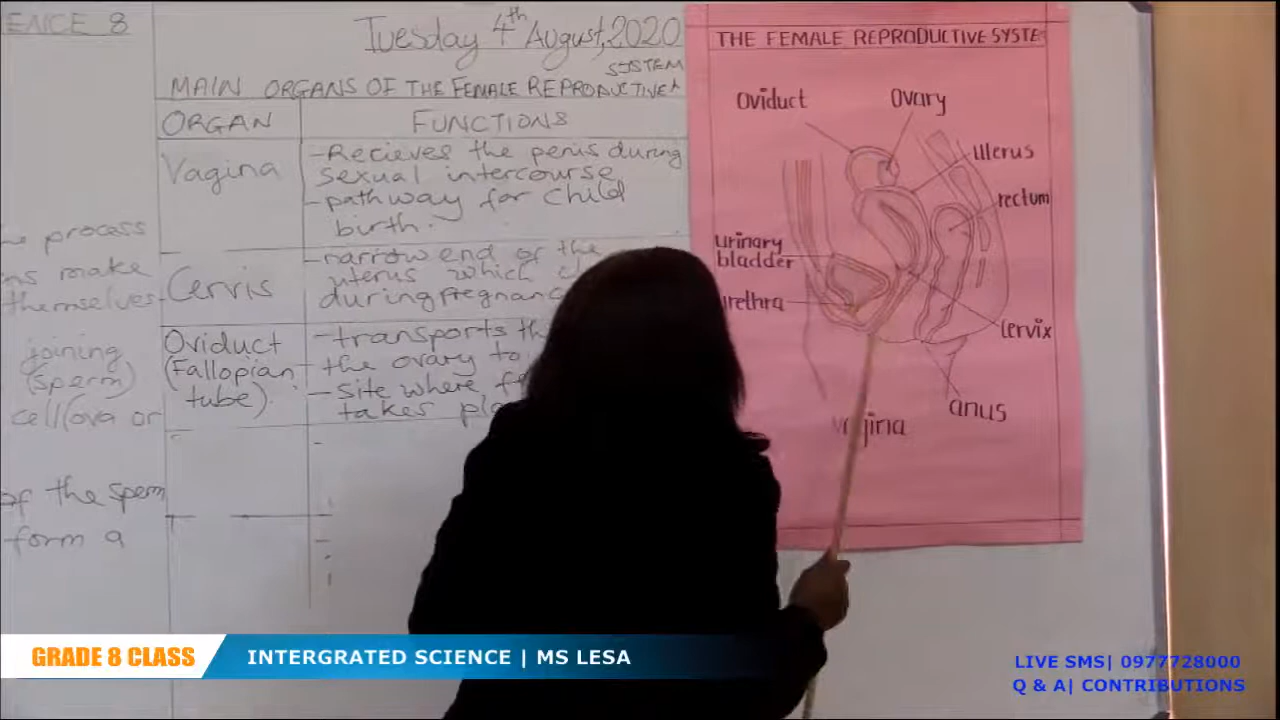 ENCE 8
Tuesday 4th August, 2020
MAIN ORGANS OF THE FEMALE REPRODUCTIVE SYSTEM
ORGAN
FUNCTIONS
Vagina
-Recieves the penis during
sexual intercourse
-pathway for child
birth.
Cervis
-narrow end of the
uterus which
during
Oviduct
(Fallopian
tube)
-transports
the ovary to
-site where
takes
process
make
themselves
joining
(sperm)
cell(ova or
of the sperm
form a
THE FEMALE REPRODUCTIVE SYSTE
Oviduct
Ovary
Uterus
rectum
urinary
bladder
urethra
Cervix
anus
GRADE 8 CLASS
INTERGRATED SCIENCE | MS LESA
LIVE SMS| 0977728000
Q & A| CONTRIBUTIONS